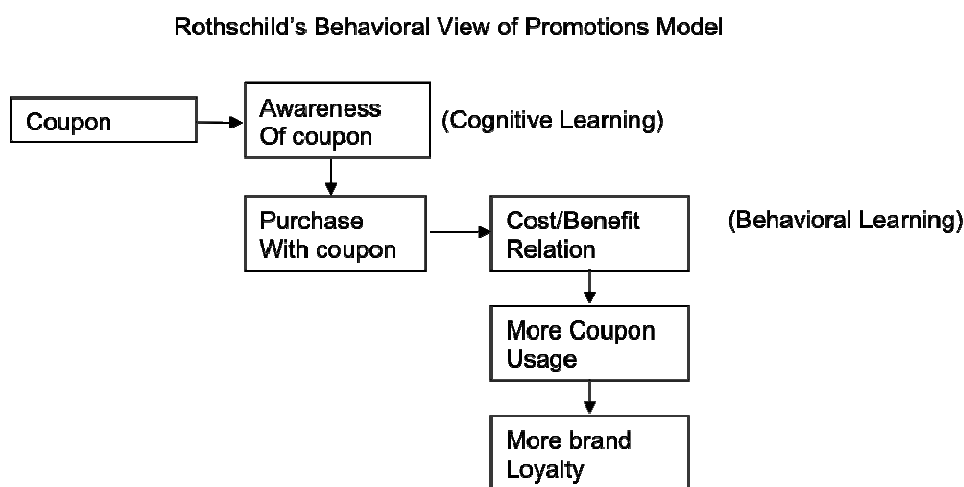 Rothschild's Behavioral View of Promotions Model
Coupon
Awareness
Of coupon
(Cognitive Learning)
Purchase
With coupon
Cost/Benefit
Relation
(Behavioral Learning)
More Coupon
Usage
More brand
Loyalty